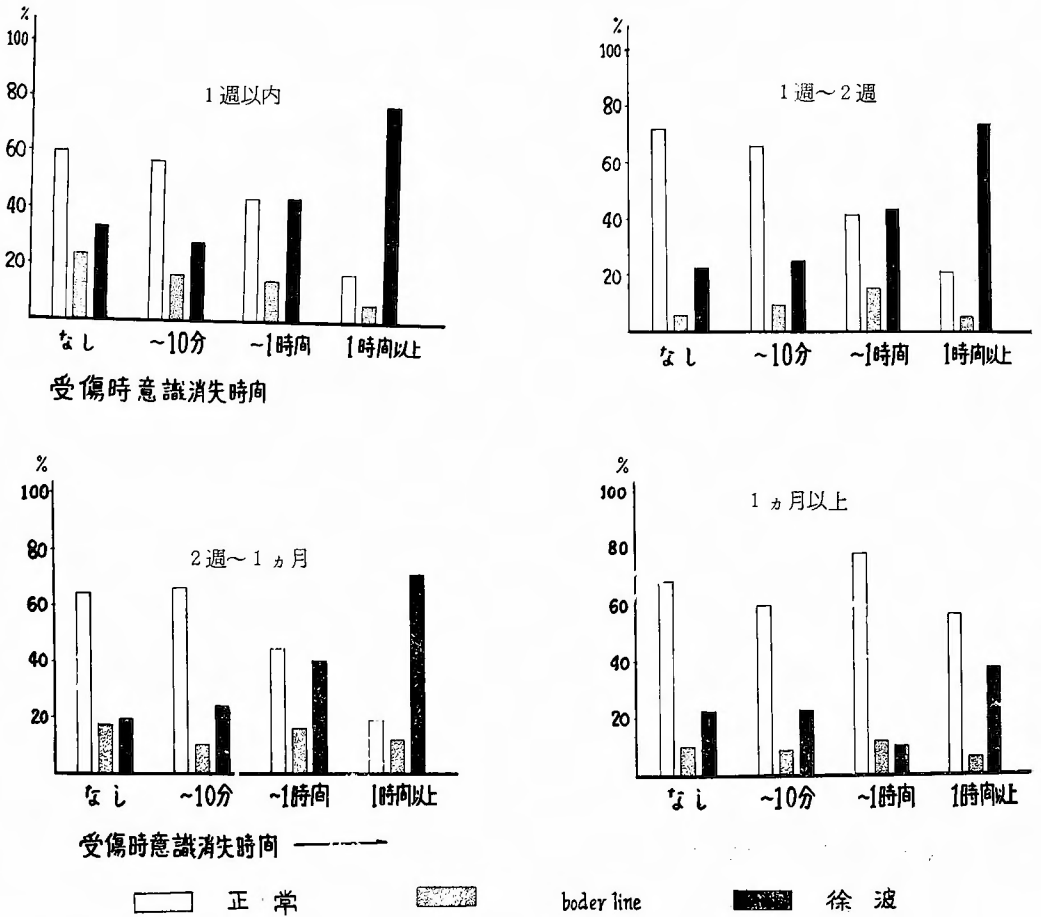 %
100
80
60
40
20
1週以内
なし ~10分 ~1時間 1時間以上
受傷時意識消失時間
%
100
80
60
40
20
1週~2週
なし ~10分 ~1時間 1時間以上
%
100
80
60
40
20
2週~1ヵ月
なし ~10分 ~1時間 1時間以上
受傷時意識消失時間
%
100
80
60
40
20
1ヵ月以上
なし ~10分 ~1時間 1時間以上
正常 boder line 徐波